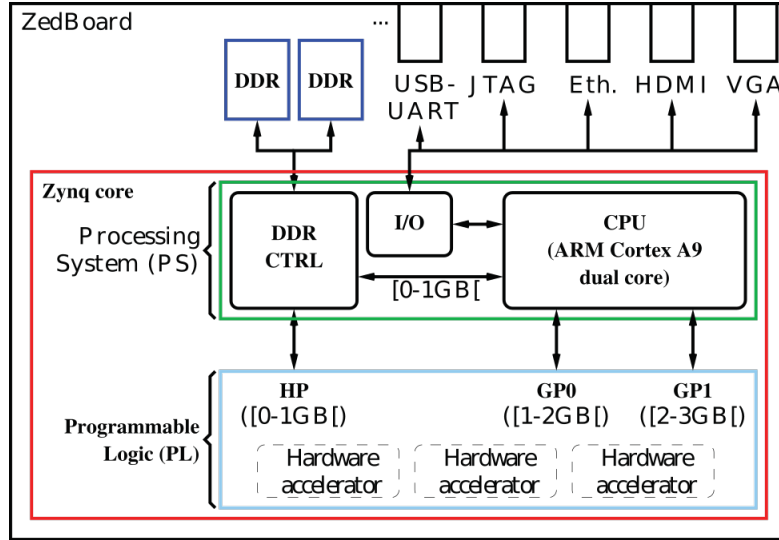 ZedBoard
...
DDR
DDR
USB-
UART
JTAG
Eth.
HDMI
VGA
Zynq core
Processing
System (PS)
DDR
CTRL
I/O
CPU
(ARM Cortex A9
dual core)
[0-1GB[
Programmable
Logic (PL)
HP
([0-1GB[)
GP0
([1-2GB[)
GP1
([2-3GB[)
Hardware
accelerator
Hardware
accelerator
Hardware
accelerator